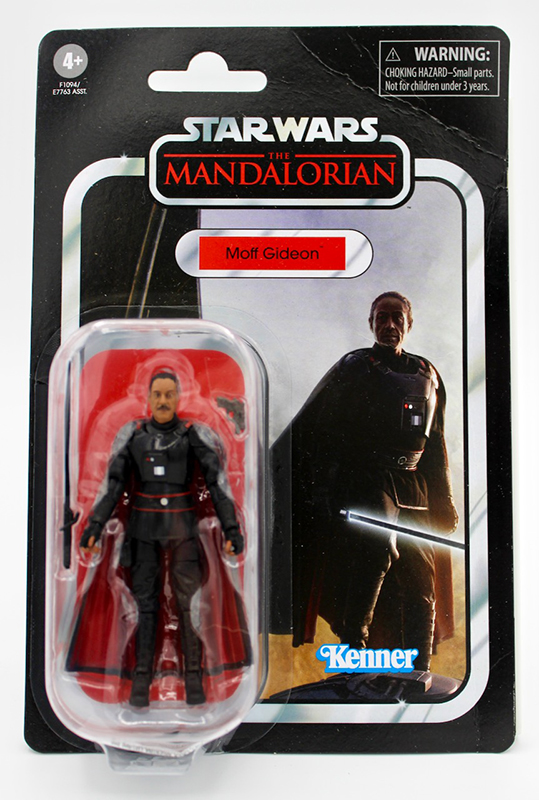 4+
F1094/
E7763 ASST.
WARNING:
CHOKING HAZARD–Small parts.
Not for children under 3 years.
STAR WARS
THE
MANDALORIAN
Moff Gideon
Kenner